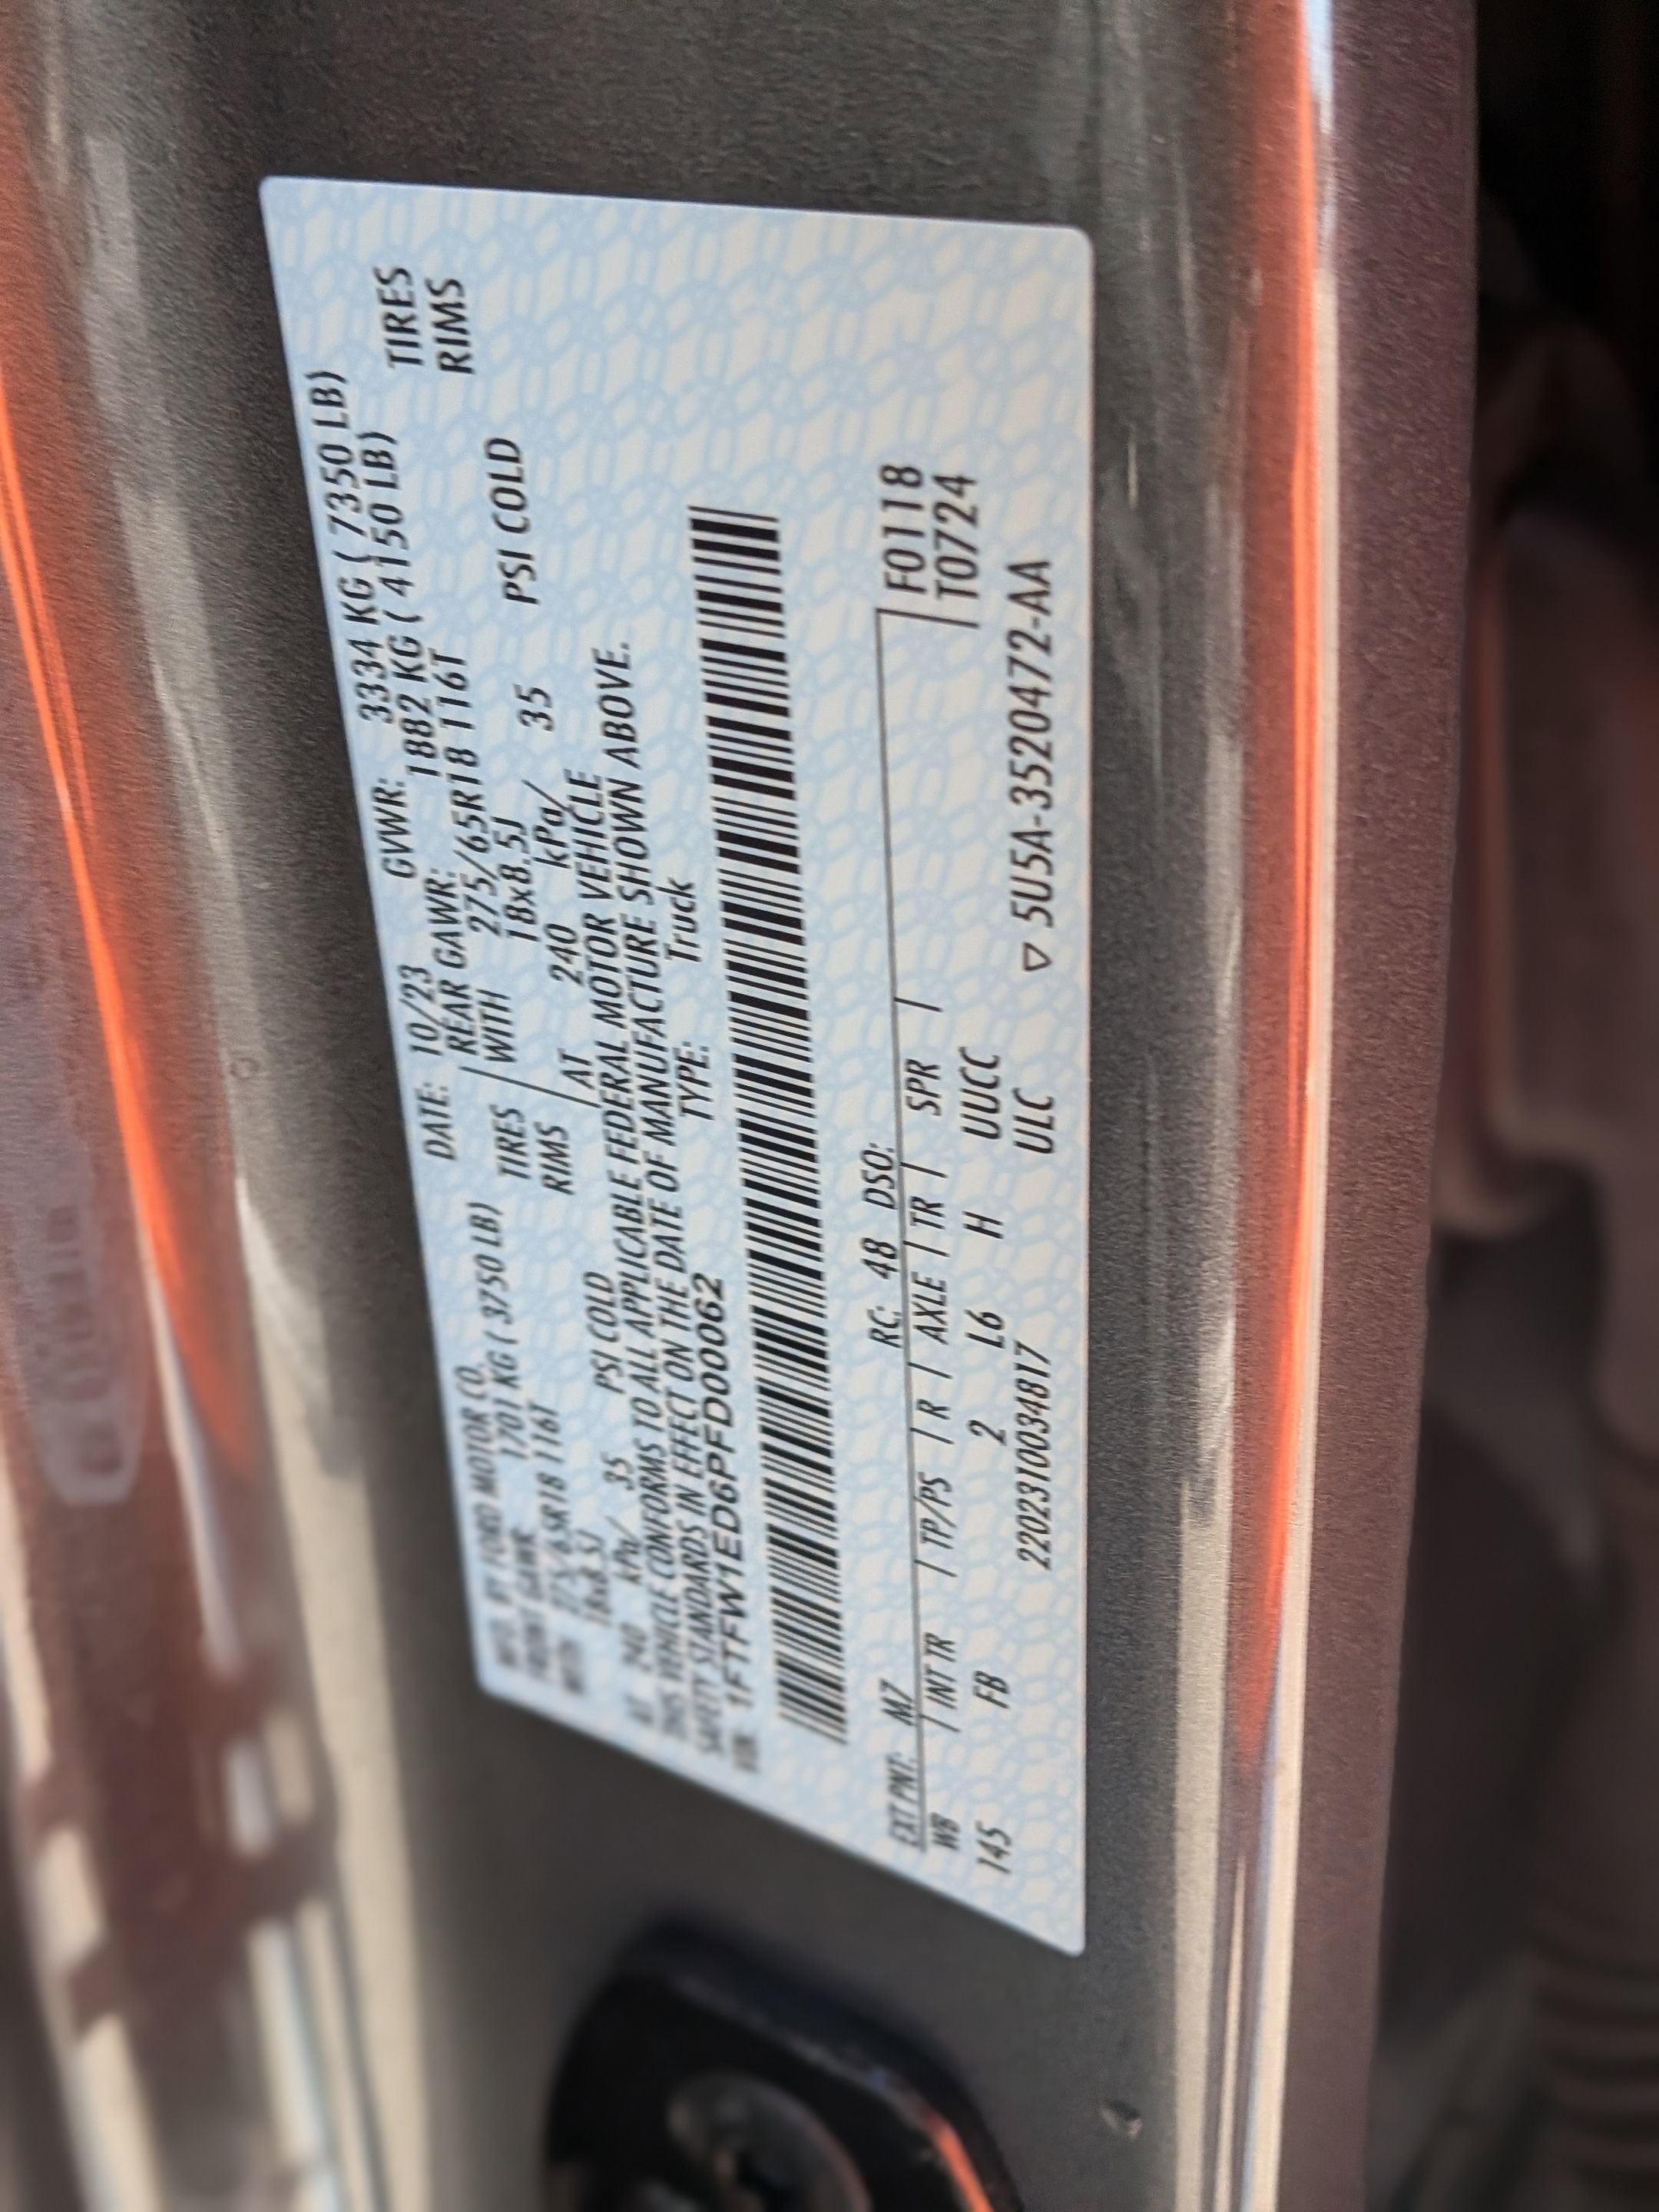 MFD. BY FORD MOTOR CO. DATE: 10/23 GVWR: 3334 KG ( 7350 LB)
FRONT GAWR: 1701 KG ( 3750 LB) REAR GAWR: 1882 KG ( 4150 LB)
WITH 275/65R18 116T TIRES WITH 275/65R18 116T TIRES
18x8.5J RIMS 18x8.5J RIMS
AT 240 kPa/ 35 PSI COLD AT 240 kPa/ 35 PSI COLD
THIS VEHICLE CONFORMS TO ALL APPLICABLE FEDERAL MOTOR VEHICLE
SAFETY STANDARDS IN EFFECT ON THE DATE OF MANUFACTURE SHOWN ABOVE.
VIN: 1FTFW1ED6PFD00062 TYPE: Truck
EXT PNT: M7 RC: 48 DSO: F0118
WB | INT TR | TP/PS | R | AXLE | TR | SPR | T0724
145 FB 2 L6 H UUCC
2202310034817 ULC ▽ 5U5A-3520472-AA